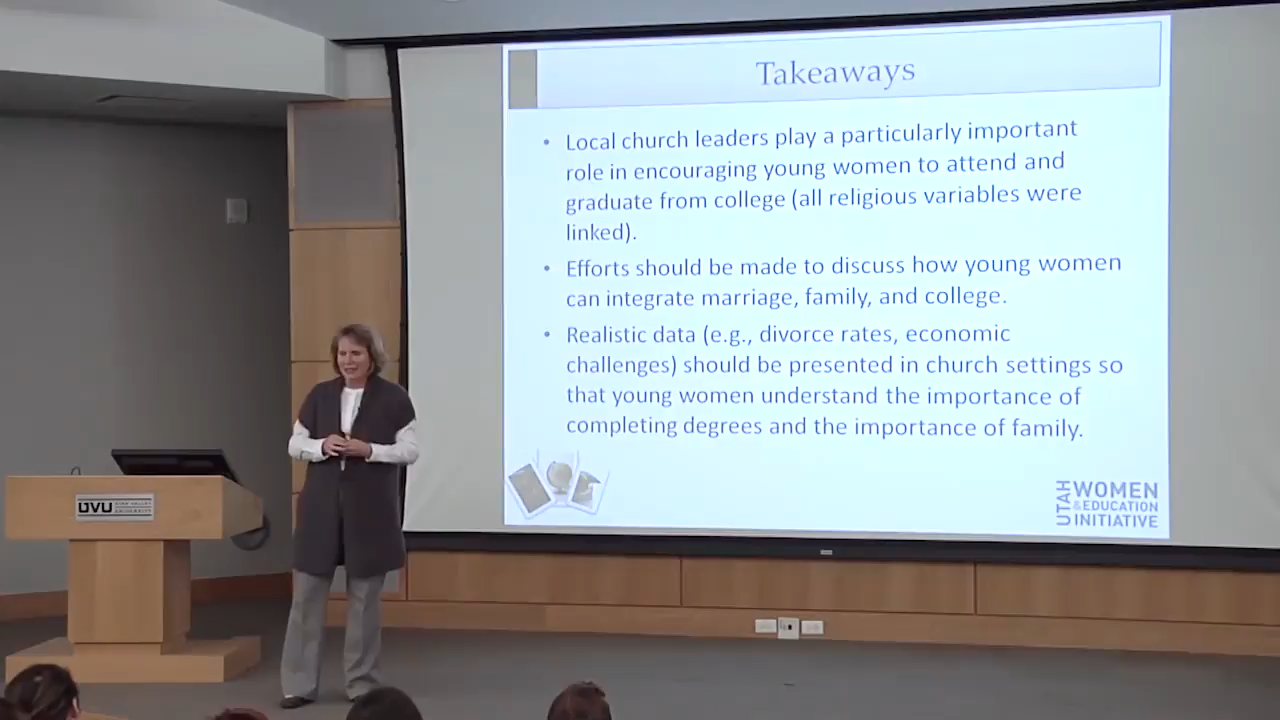 Takeaways
• Local church leaders play a particularly important
role in encouraging young women to attend and
graduate from college (all religious variables were
linked).
• Efforts should be made to discuss how young women
can integrate marriage, family, and college.
• Realistic data (e.g., divorce rates, economic
challenges) should be presented in church settings so
that young women understand the importance of
completing degrees and the importance of family.
UTAH
WOMEN
&EDUCATION
INITIATIVE
UVU UTAH VALLEY
UNIVERSITY